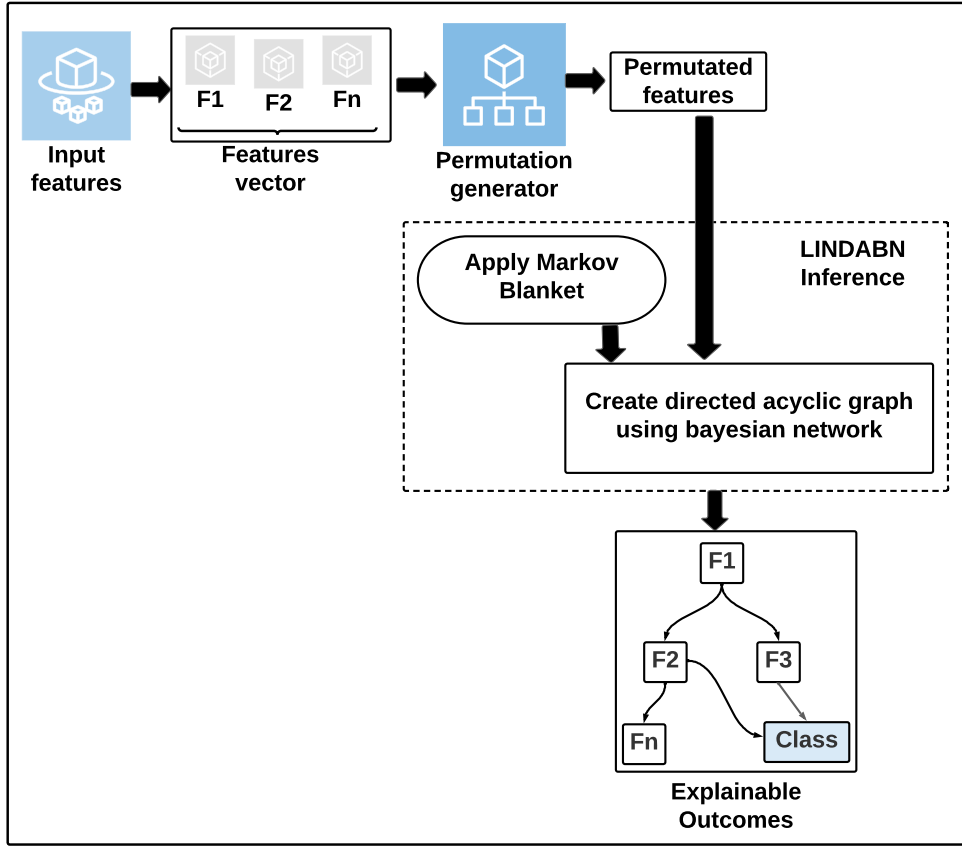 Input
features
F1
F2
Fn
Features
vector
Permutation
generator
Permutated
features
LINDABN
Inference
Apply Markov
Blanket
Create directed acyclic graph
using bayesian network
F1
F2
F3
Fn
Class
Explainable
Outcomes